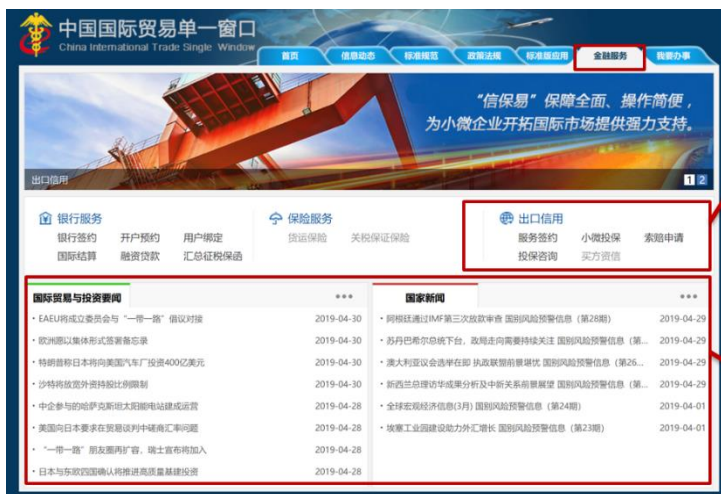 中国国际贸易单一窗口
China International Trade Single Window
首页 信息动态 标准规范 政策法规 标准版应用 金融服务 我要办事
“信保易”保障全面、操作简便，
为小微企业开拓国际市场提供强力支持。
出口信用
1 2
银行服务
银行签约 开户预约 用户绑定
国际结算 融资贷款 汇总征税保函
保险服务
货运保险 关税保证保险
出口信用
服务签约 小微投保 索赔申请
投保咨询 买方资信
国际贸易与投资要闻
EAEU将成立委员会与“一带一路”倡议对接 2019-04-30
欧洲愿以集体形式签署备忘录 2019-04-30
特朗普称日本将向美国汽车厂投资400亿美元 2019-04-30
沙特将放宽外资持股比例限制 2019-04-30
中企参与的哈萨克斯坦太阳能电站建成运营 2019-04-28
美国向日本要求在贸易谈判中磋商汇率问题 2019-04-28
“一带一路”朋友圈再扩容，瑞士宣布将加入 2019-04-28
日本与东欧四国确认将推进高质量基建投资 2019-04-28
国家新闻
阿根廷通过IMF第三次放款审查 国别风险预警信息（第28期） 2019-04-29
苏丹巴希尔总统下台，政局走向需要持续关注 国别风险预警信息（第... 2019-04-29
澳大利亚议会选举在即 执政联盟前景堪忧 国别风险预警信息（第26... 2019-04-29
新西兰总理访华成果分析及中新关系前景展望 国别风险预警信息（第... 2019-04-29
全球宏观经济信息(3月) 国别风险预警信息（第24期） 2019-04-01
埃塞工业园建设助力外汇增长 国别风险预警信息（第23期） 2019-04-01